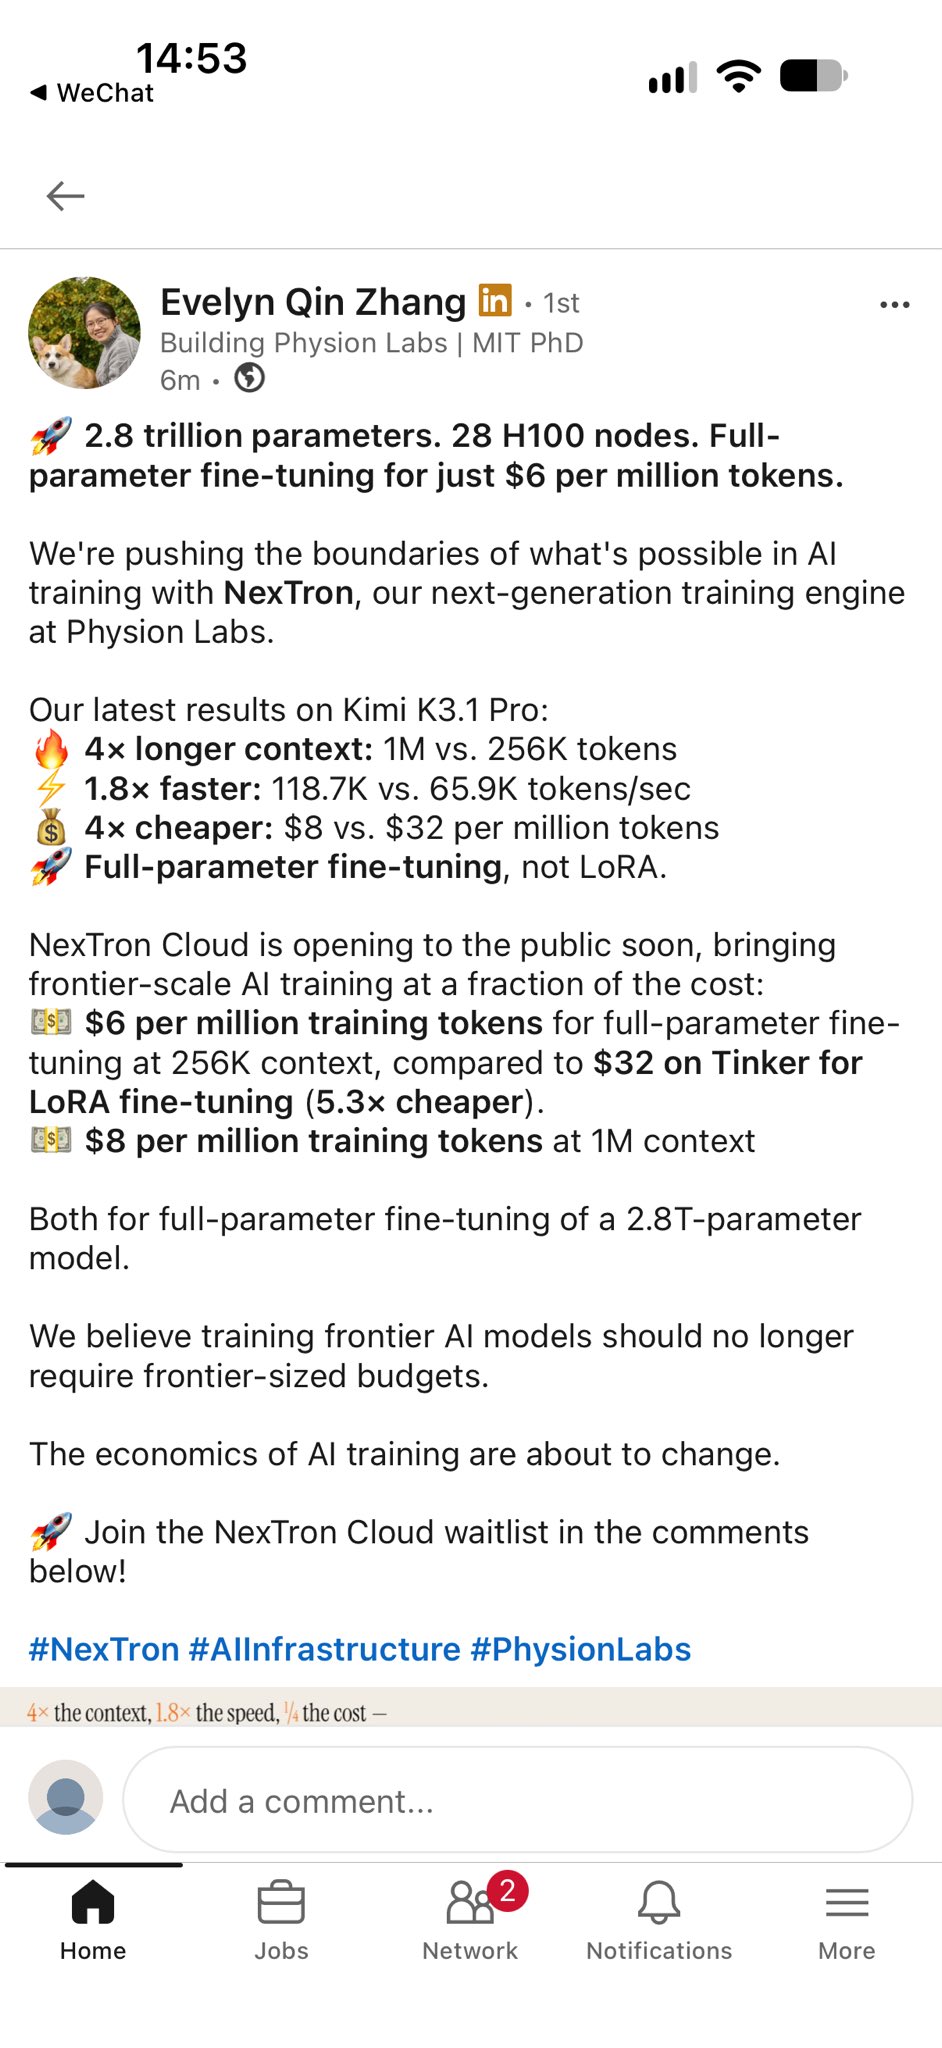 14:53
◀ WeChat
Evelyn Qin Zhang in • 1st
Building Physion Labs | MIT PhD
6m •
🚀 2.8 trillion parameters. 28 H100 nodes. Full-
parameter fine-tuning for just $6 per million tokens.
We're pushing the boundaries of what's possible in AI
training with NexTron, our next-generation training engine
at Physion Labs.
Our latest results on Kimi K3.1 Pro:
🔥 4× longer context: 1M vs. 256K tokens
⚡ 1.8× faster: 118.7K vs. 65.9K tokens/sec
💰 4× cheaper: $8 vs. $32 per million tokens
🚀 Full-parameter fine-tuning, not LoRA.
NexTron Cloud is opening to the public soon, bringing
frontier-scale AI training at a fraction of the cost:
💵 $6 per million training tokens for full-parameter fine-
tuning at 256K context, compared to $32 on Tinker for
LoRA fine-tuning (5.3× cheaper).
💵 $8 per million training tokens at 1M context
Both for full-parameter fine-tuning of a 2.8T-parameter
model.
We believe training frontier AI models should no longer
require frontier-sized budgets.
The economics of AI training are about to change.
🚀 Join the NexTron Cloud waitlist in the comments
below!
#NexTron #AIInfrastructure #PhysionLabs
4× the context, 1.8× the speed, ¼ the cost —
Add a comment...
2
Home Jobs Network Notifications More